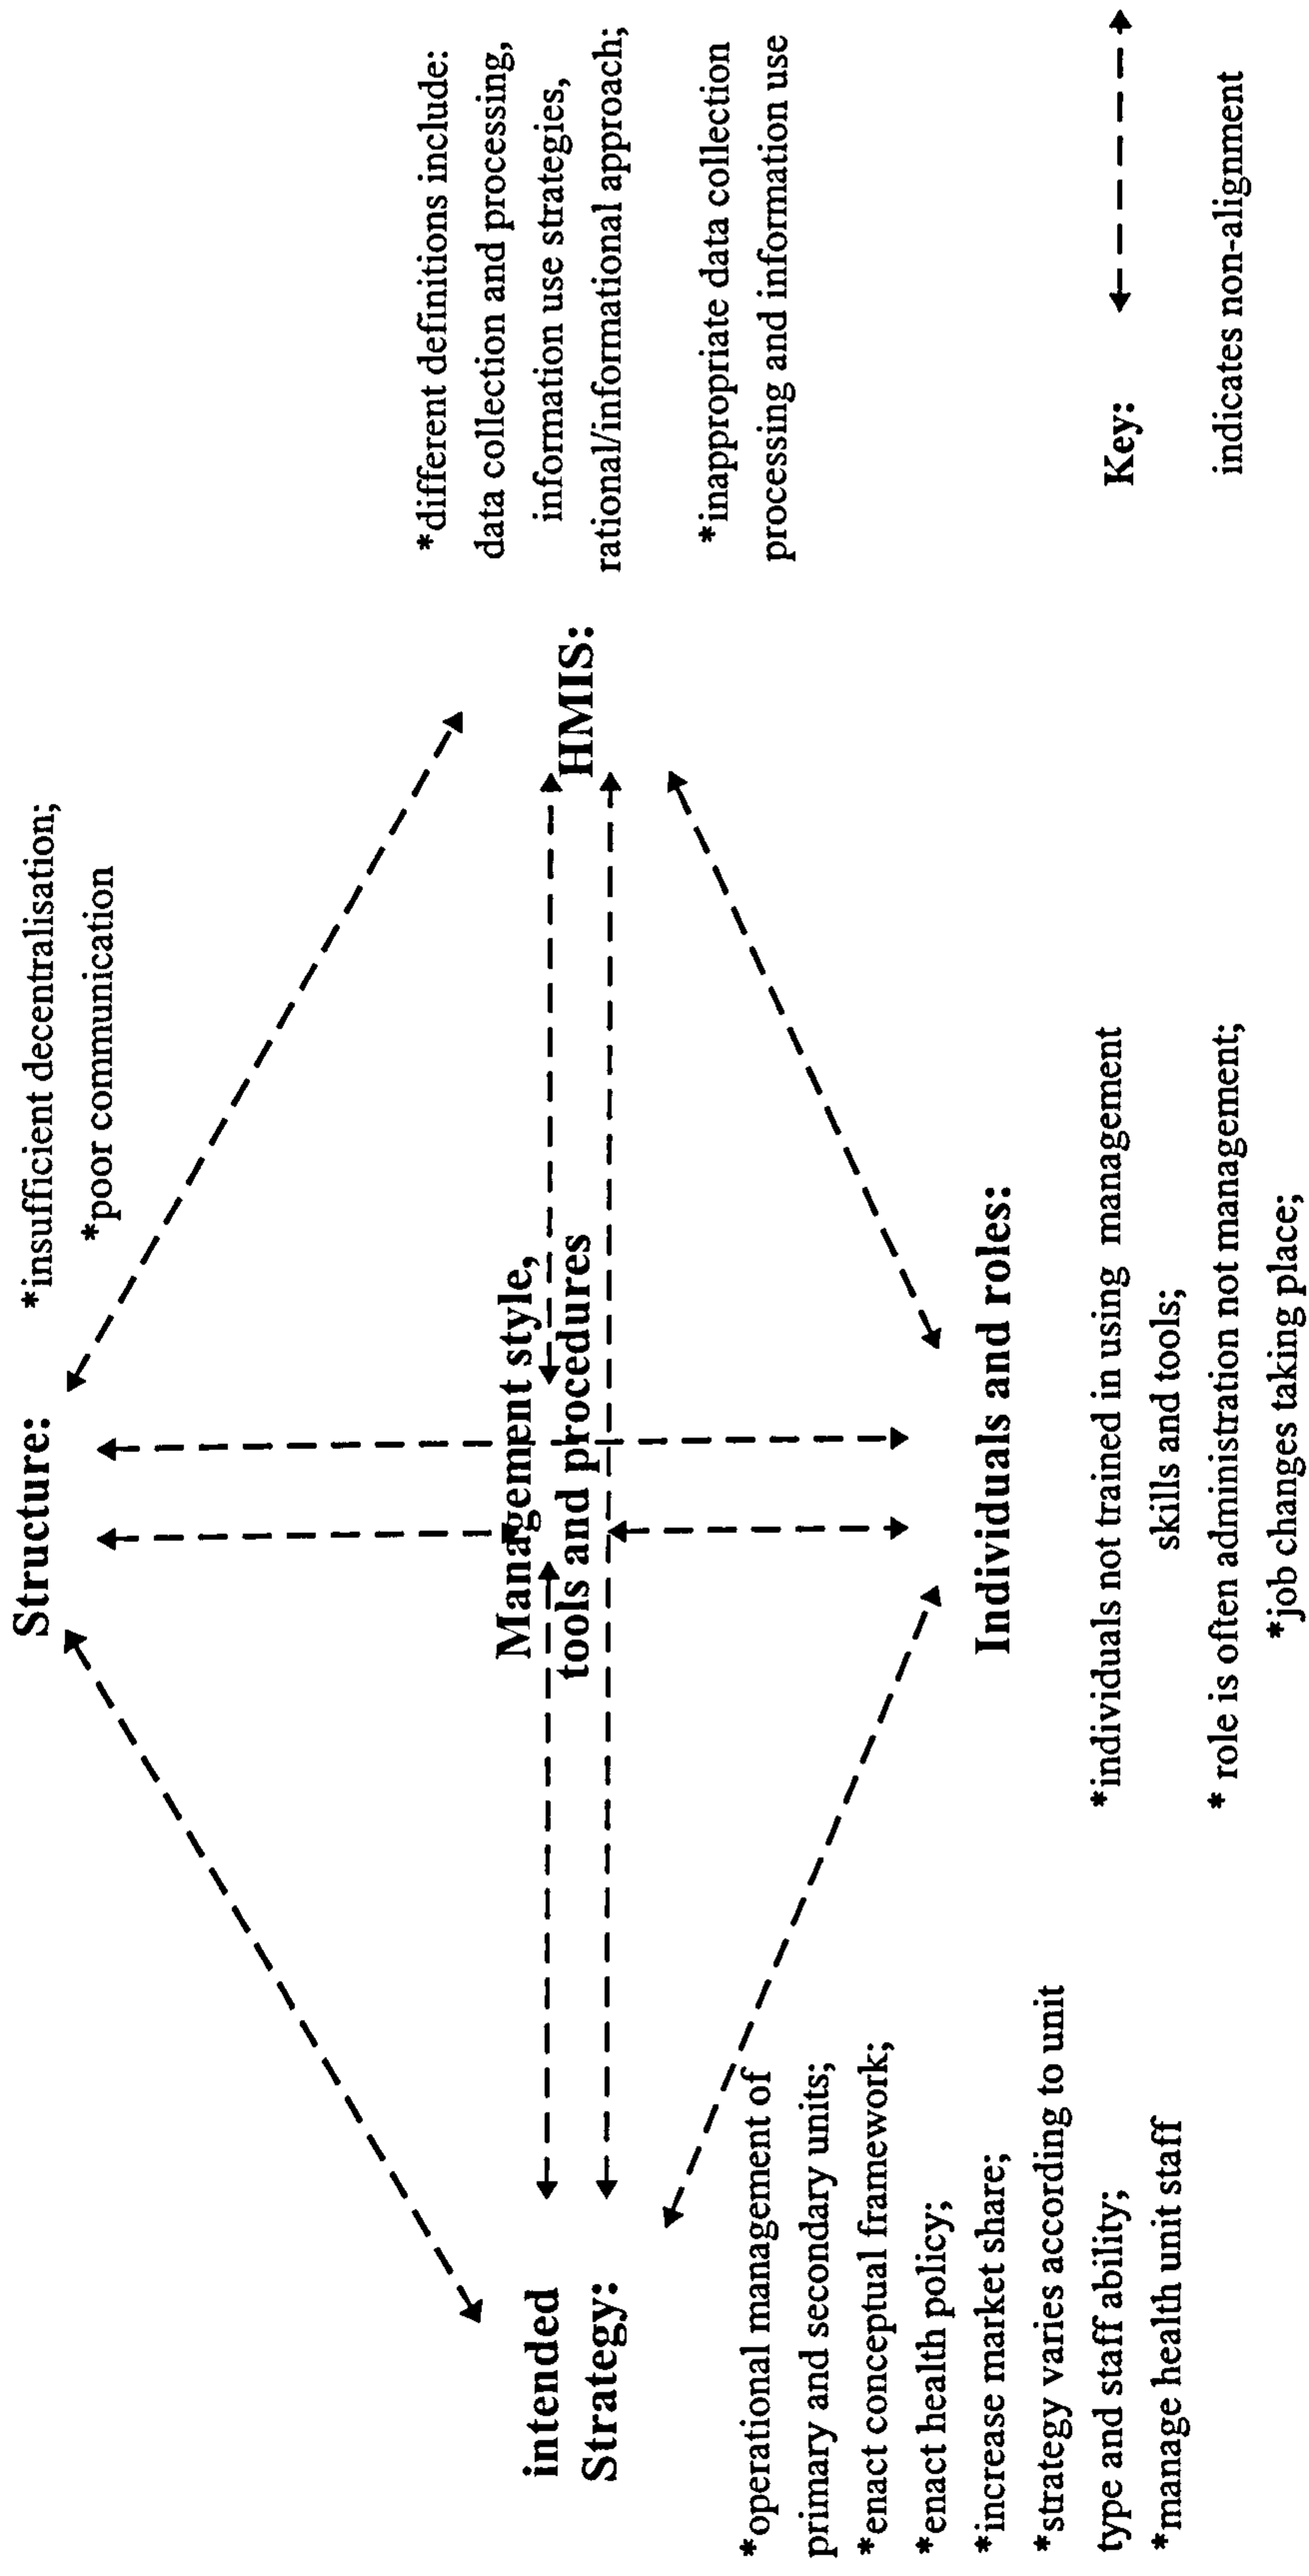 Structure:
*insufficient decentralisation;
*poor communication
intended
Strategy:
*operational management of
primary and secondary units;
*enact conceptual framework;
*enact health policy;
*increase market share;
*strategy varies according to unit
type and staff ability;
*manage health unit staff
Management style,
tools and procedures
HMIS:
*different definitions include:
data collection and processing,
information use strategies,
rational/informational approach;
*inappropriate data collection
processing and information use
Individuals and roles:
*individuals not trained in using management
skills and tools;
* role is often administration not management;
*job changes taking place;
Key:
indicates non-alignment